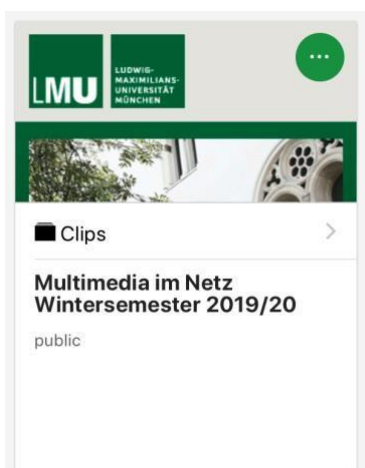 LMU
LUDWIG-
MAXIMILIANS-
UNIVERSITÄT
MÜNCHEN
Clips
Multimedia im Netz
Wintersemester 2019/20
public